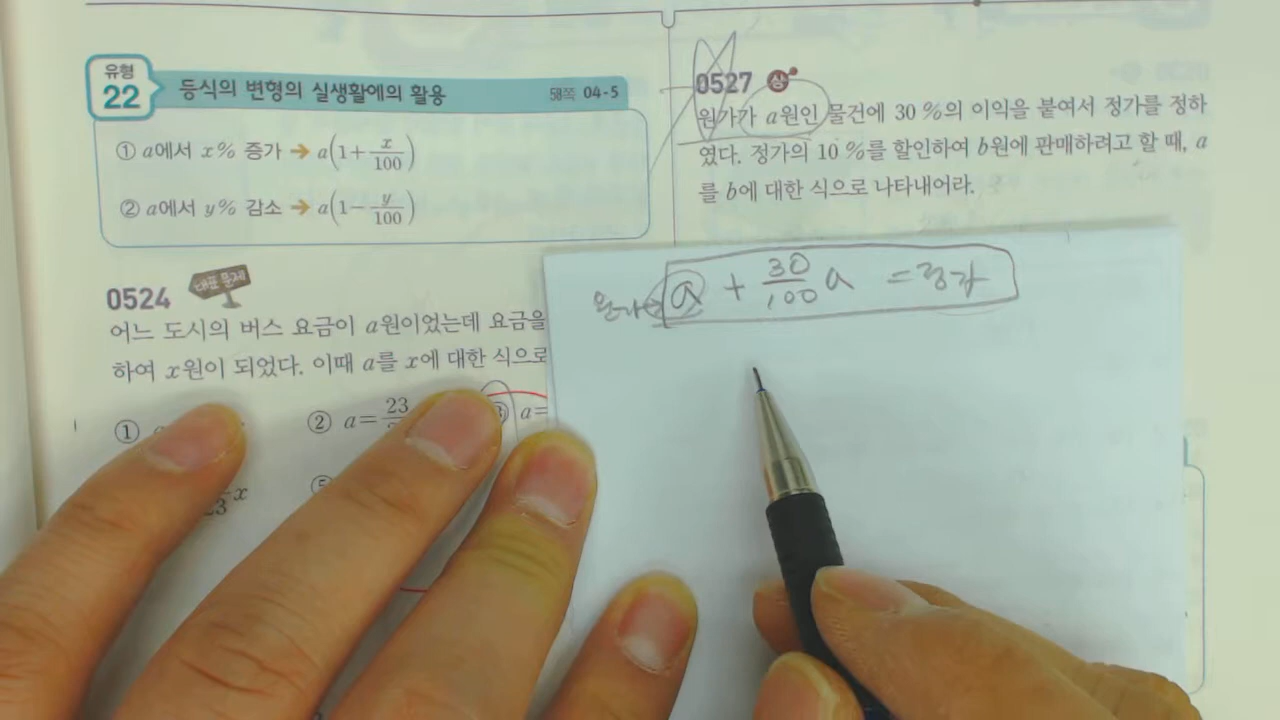 유형
22
등식의 변형의 실생활에의 활용
58쪽 04-5
① a에서 x% 증가 → a(1+x/100)
② a에서 y% 감소 → a(1-y/100)
0524 대표 문제
어느 도시의 버스 요금이 a원이었는데 요금을
하여 x원이 되었다. 이때 a를 x에 대한 식으로
① ② a=23 ③ a=
⑤
23 x
0527 상
원가가 a원인 물건에 30 %의 이익을 붙여서 정가를 정하
였다. 정가의 10 %를 할인하여 b원에 판매하려고 할 때, a
를 b에 대한 식으로 나타내어라.
원가 a + 30/100 a = 정가